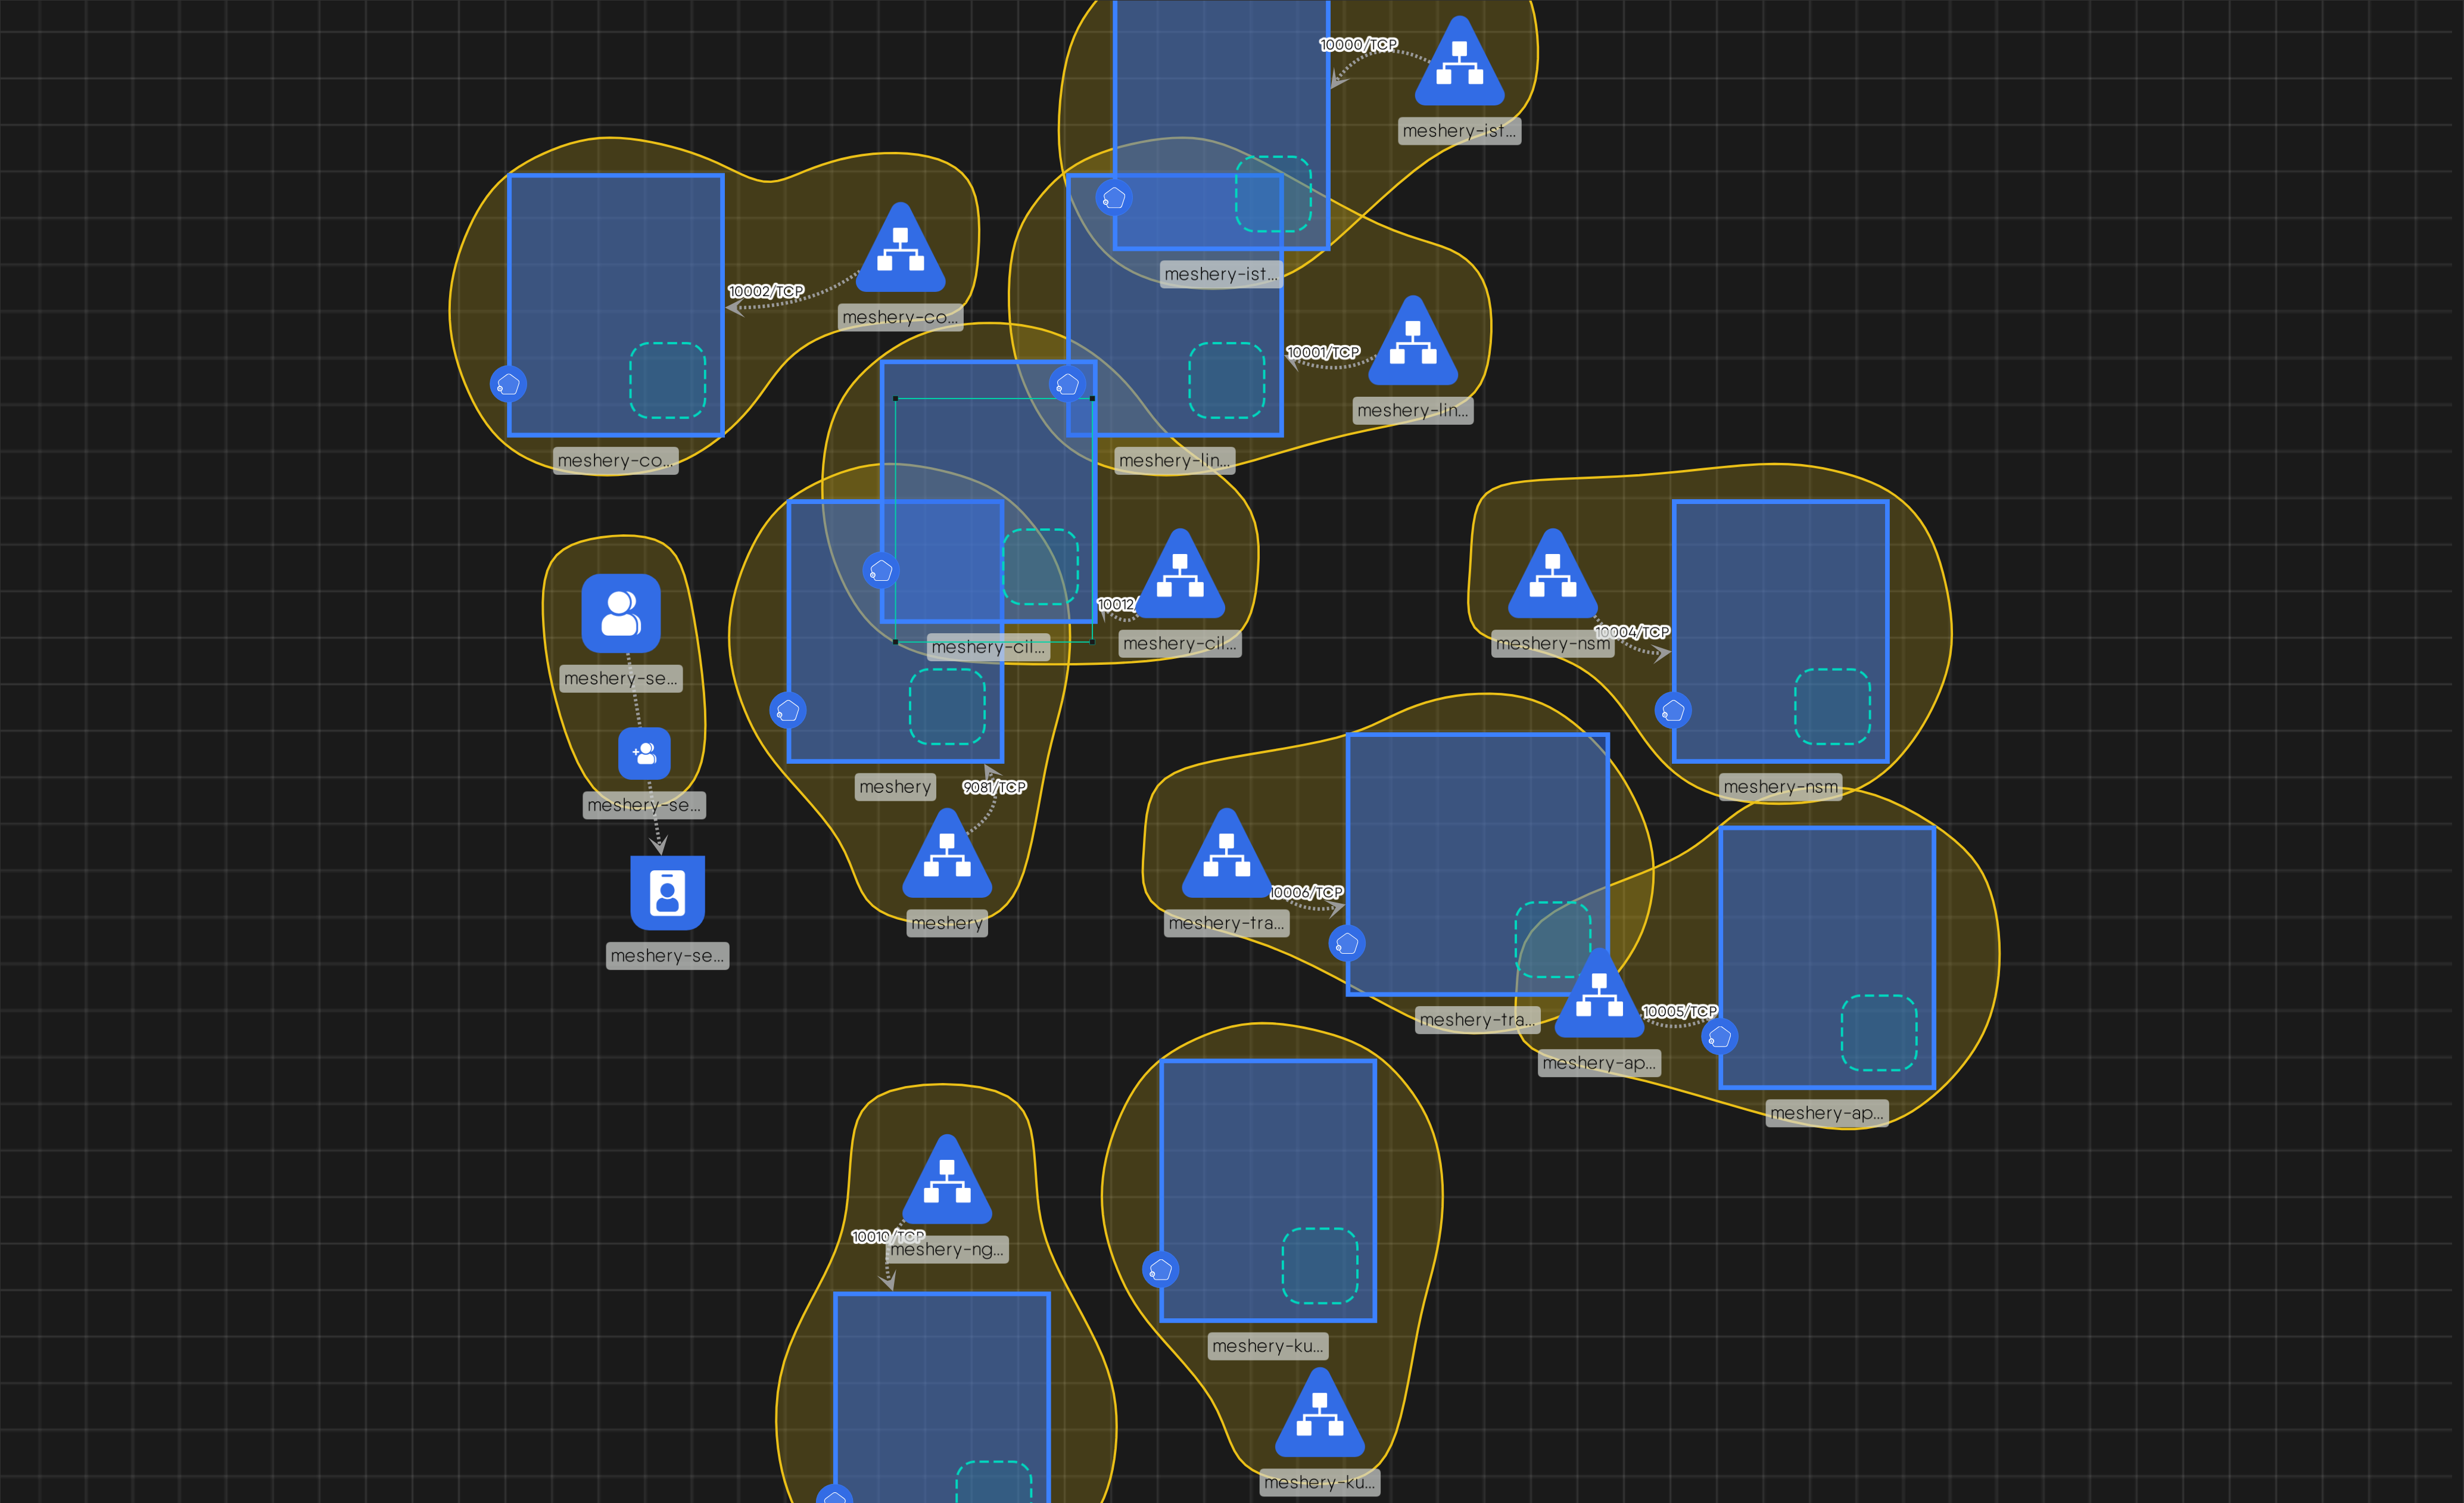 10000/TCP
meshery-ist...
meshery-ist...
10002/TCP
meshery-co...
meshery-co...
10001/TCP
meshery-lin...
meshery-lin...
10012/
meshery-cil...
meshery-cil...
meshery-nsm
10004/TCP
meshery-nsm
meshery-se...
meshery-se...
meshery-se...
meshery
9081/TCP
meshery
10006/TCP
meshery-tra...
meshery-tra...
10005/TCP
meshery-ap...
meshery-ap...
10010/TCP
meshery-ng...
meshery-ku...
meshery-ku...